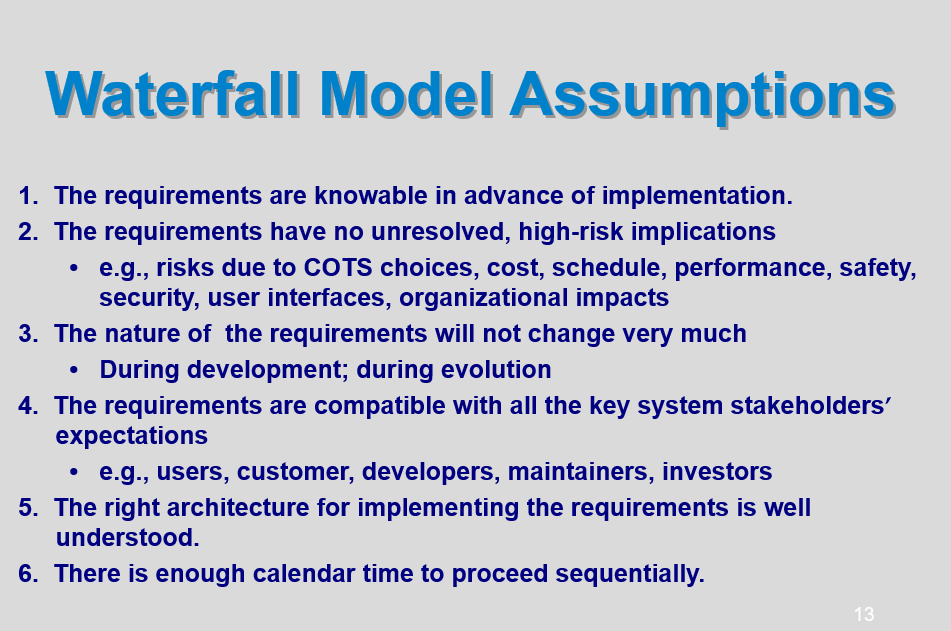 Waterfall Model Assumptions
1. The requirements are knowable in advance of implementation.
2. The requirements have no unresolved, high-risk implications
• e.g., risks due to COTS choices, cost, schedule, performance, safety,
security, user interfaces, organizational impacts
3. The nature of  the requirements will not change very much
• During development; during evolution
4. The requirements are compatible with all the key system stakeholders′
expectations
• e.g., users, customer, developers, maintainers, investors
5. The right architecture for implementing the requirements is well
understood.
6. There is enough calendar time to proceed sequentially.
13